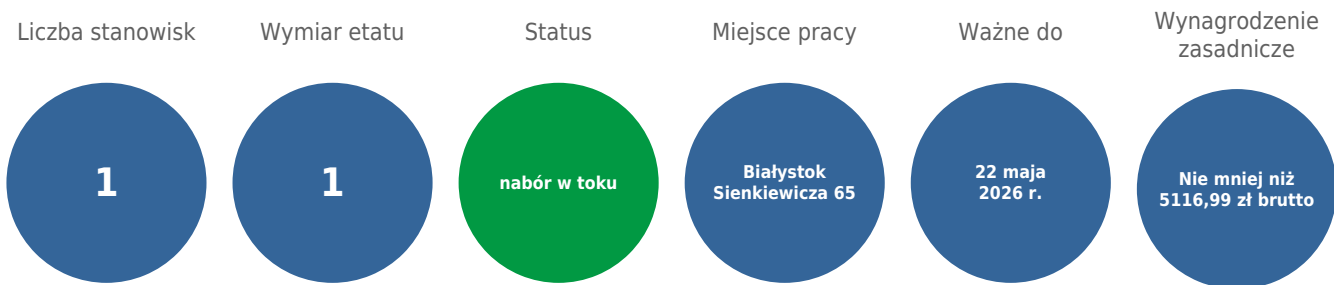 Liczba stanowisk
1
Wymiar etatu
1
Status
nabór w toku
Miejsce pracy
Białystok
Sienkiewicza 65
Ważne do
22 maja
2026 r.
Wynagrodzenie
zasadnicze
Nie mniej niż
5116,99 zł brutto